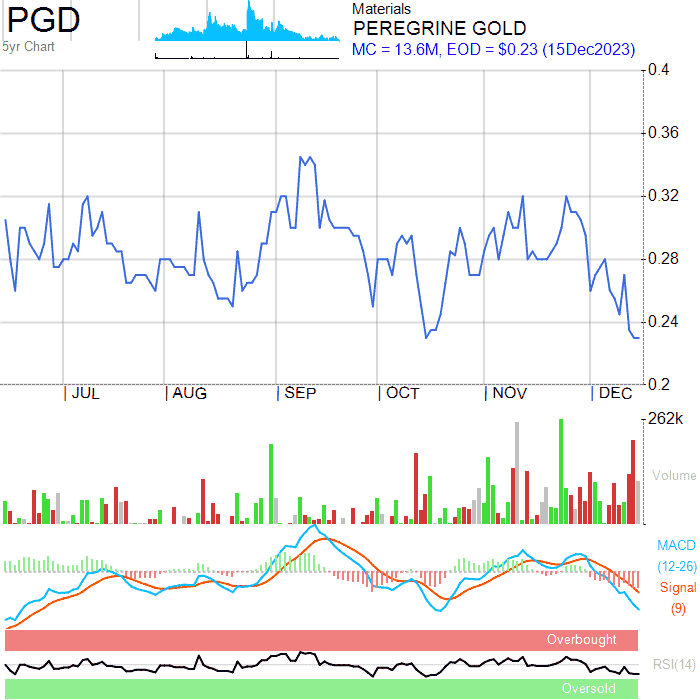 PGD
5yr Chart
Materials
PEREGRINE GOLD
MC = 13.6M, EOD = $0.23 (15Dec2023)
0.4
0.36
0.32
0.28
0.24
0.2
JUL AUG SEP OCT NOV DEC
262k
Volume
MACD
(12-26)
Signal
(9)
Overbought
RSI(14)
Oversold